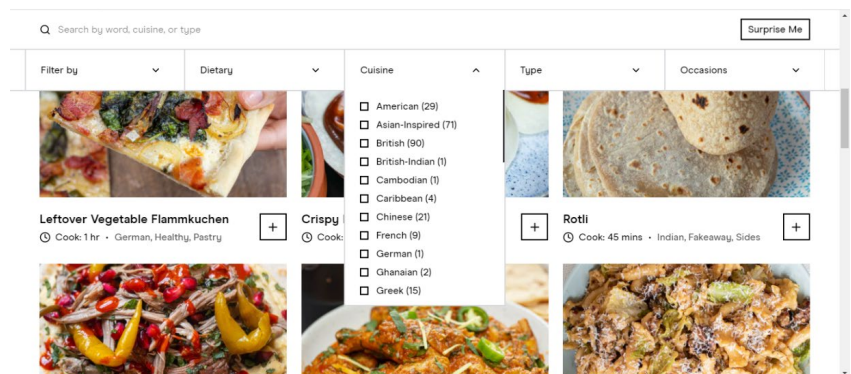 Search by word, cuisine, or type
Surprise Me
Filter by
Dietary
Cuisine
Type
Occasions
American (29)
Asian-Inspired (71)
British (90)
British-Indian (1)
Cambodian (1)
Caribbean (4)
Chinese (21)
French (9)
German (1)
Ghanaian (2)
Greek (15)
Leftover Vegetable Flammkuchen
Cook: 1 hr • German, Healthy, Pastry
Crispy
Cook:
Rotli
Cook: 45 mins • Indian, Fakeaway, Sides